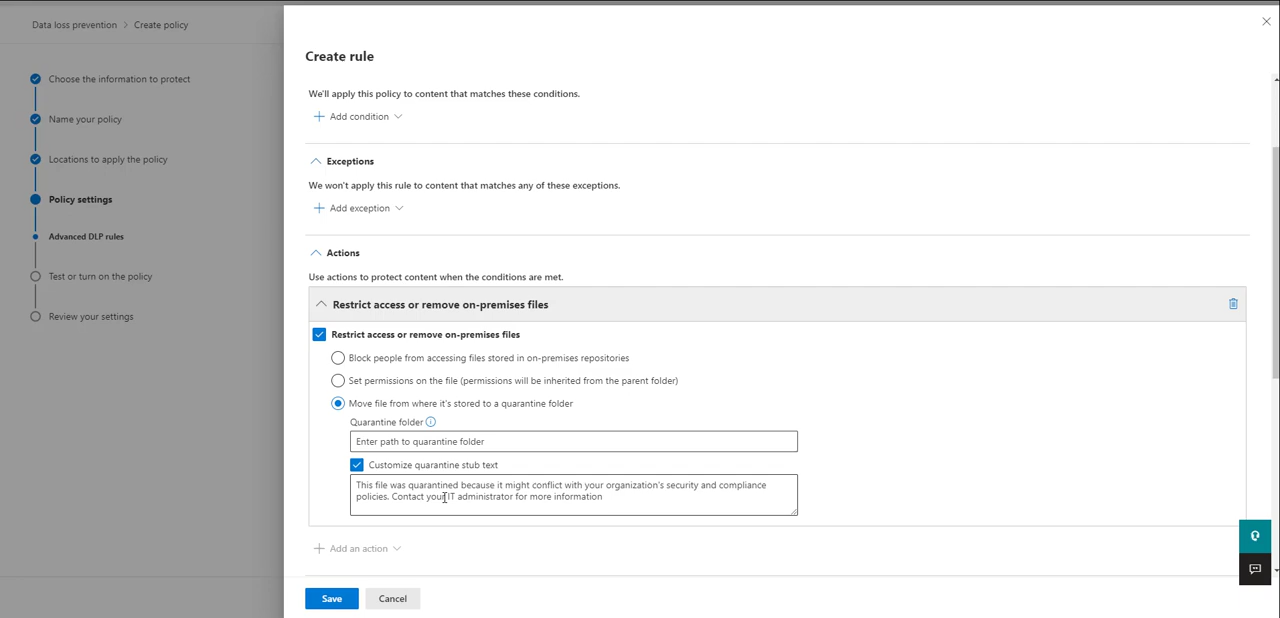 Data loss prevention > Create policy
Choose the information to protect
Name your policy
Locations to apply the policy
Policy settings
Advanced DLP rules
Test or turn on the policy
Review your settings
Create rule
We'll apply this policy to content that matches these conditions.
Add condition
Exceptions
We won't apply this rule to content that matches any of these exceptions.
Add exception
Actions
Use actions to protect content when the conditions are met.
Restrict access or remove on-premises files
Restrict access or remove on-premises files
Block people from accessing files stored in on-premises repositories
Set permissions on the file (permissions will be inherited from the parent folder)
Move file from where it's stored to a quarantine folder
Quarantine folder
Enter path to quarantine folder
Customize quarantine stub text
This file was quarantined because it might conflict with your organization's security and compliance
policies. Contact your IT administrator for more information
Add an action
Save Cancel